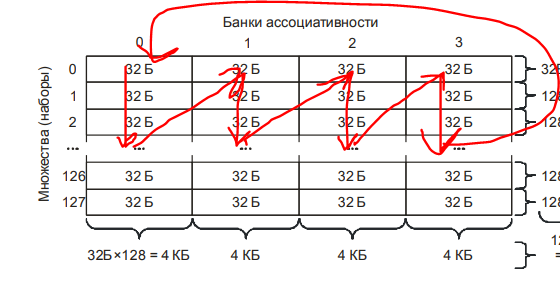 Банки ассоциативности
0 1 2 3
Множества (наборы)
0 32 Б 32 Б 32 Б 32 Б
1 32 Б 32 Б 32 Б 32 Б
2 32 Б 32 Б 32 Б 32 Б
... ... ... ... ...
126 32 Б 32 Б 32 Б 32 Б
127 32 Б 32 Б 32 Б 32 Б
32Б×128 = 4 КБ 4 КБ 4 КБ 4 КБ